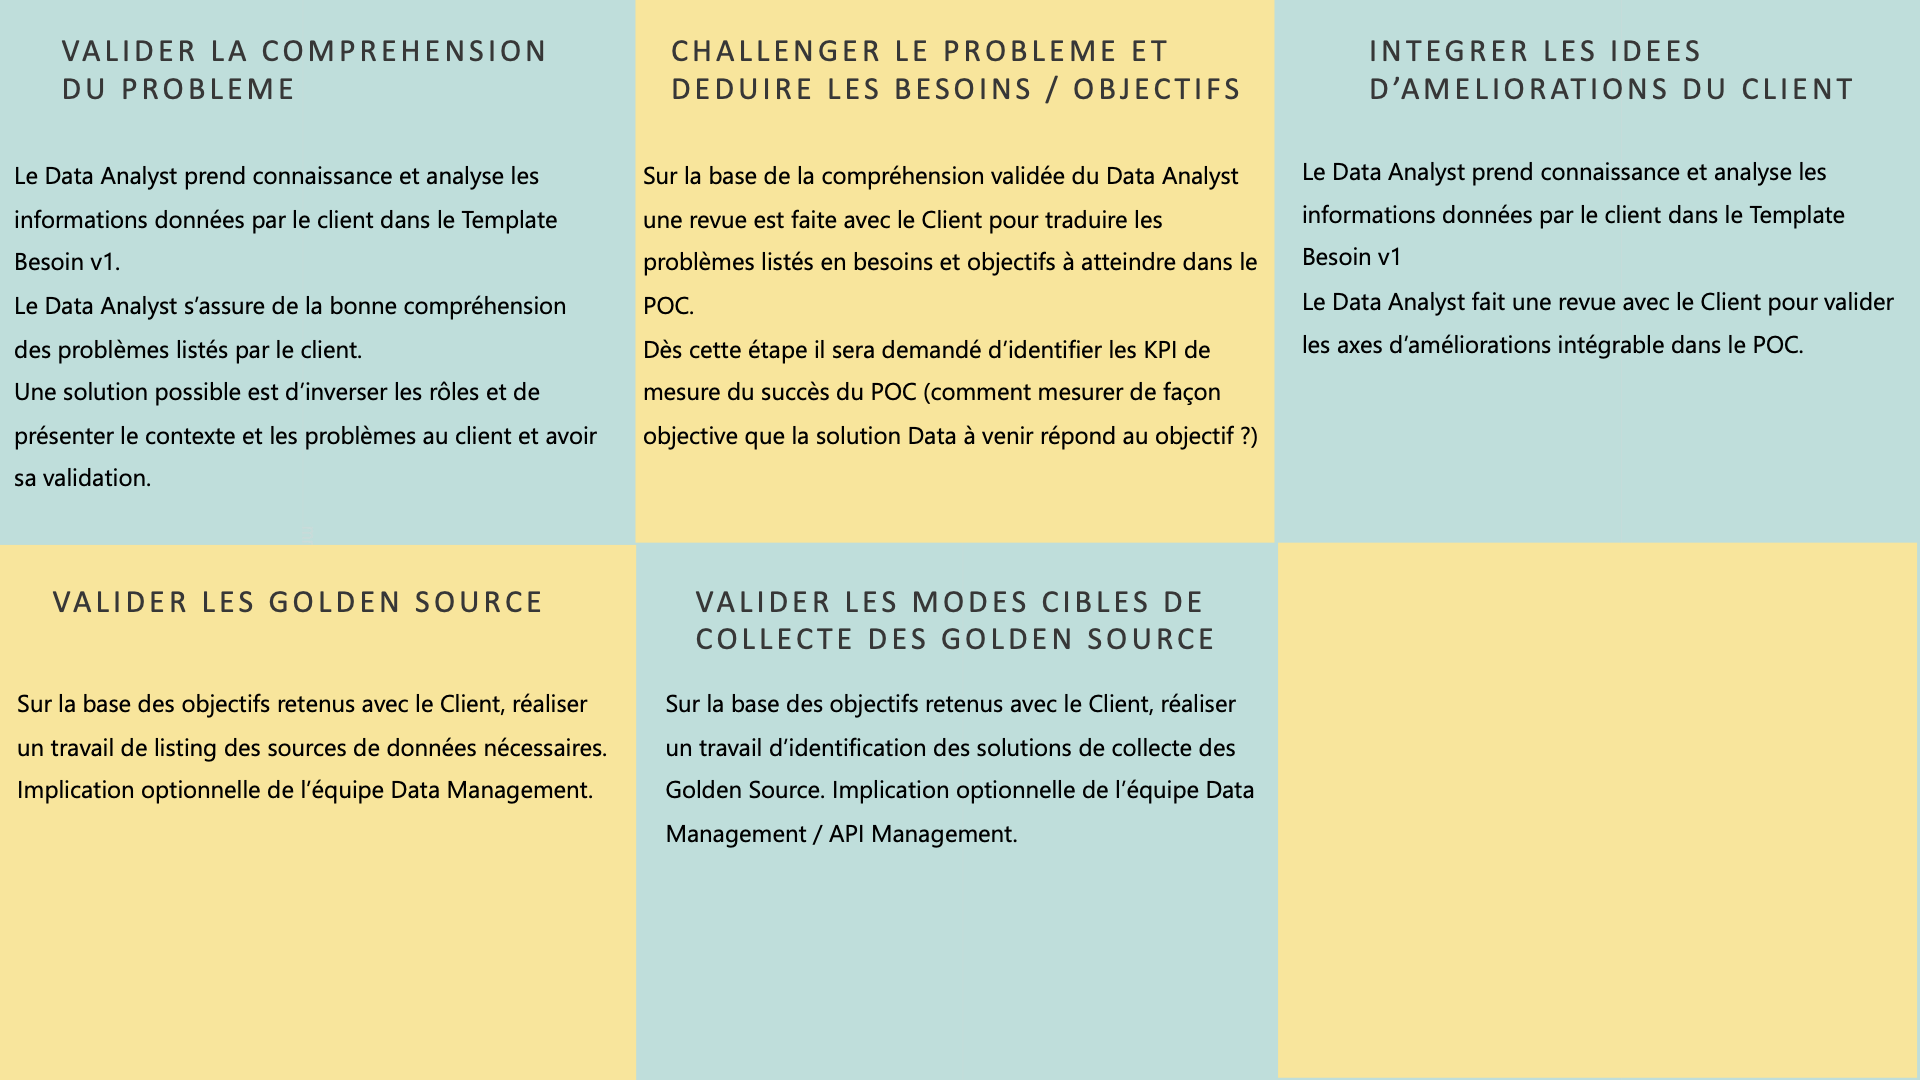 VALIDER LA COMPREHENSION
DU PROBLEME
Le Data Analyst prend connaissance et analyse les
informations données par le client dans le Template
Besoin v1.
Le Data Analyst s’assure de la bonne compréhension
des problèmes listés par le client.
Une solution possible est d’inverser les rôles et de
présenter le contexte et les problèmes au client et avoir
sa validation.
CHALLENGER LE PROBLEME ET
DEDUIRE LES BESOINS / OBJECTIFS
Sur la base de la compréhension validée du Data Analyst
une revue est faite avec le Client pour traduire les
problèmes listés en besoins et objectifs à atteindre dans le
POC.
Dès cette étape il sera demandé d’identifier les KPI de
mesure du succès du POC (comment mesurer de façon
objective que la solution Data à venir répond au objectif ?)
INTEGRER LES IDEES
D’AMELIORATIONS DU CLIENT
Le Data Analyst prend connaissance et analyse les
informations données par le client dans le Template
Besoin v1
Le Data Analyst fait une revue avec le Client pour valider
les axes d’améliorations intégrable dans le POC.
VALIDER LES GOLDEN SOURCE
Sur la base des objectifs retenus avec le Client, réaliser
un travail de listing des sources de données nécessaires.
Implication optionnelle de l’équipe Data Management.
VALIDER LES MODES CIBLES DE
COLLECTE DES GOLDEN SOURCE
Sur la base des objectifs retenus avec le Client, réaliser
un travail d’identification des solutions de collecte des
Golden Source. Implication optionnelle de l’équipe Data
Management / API Management.